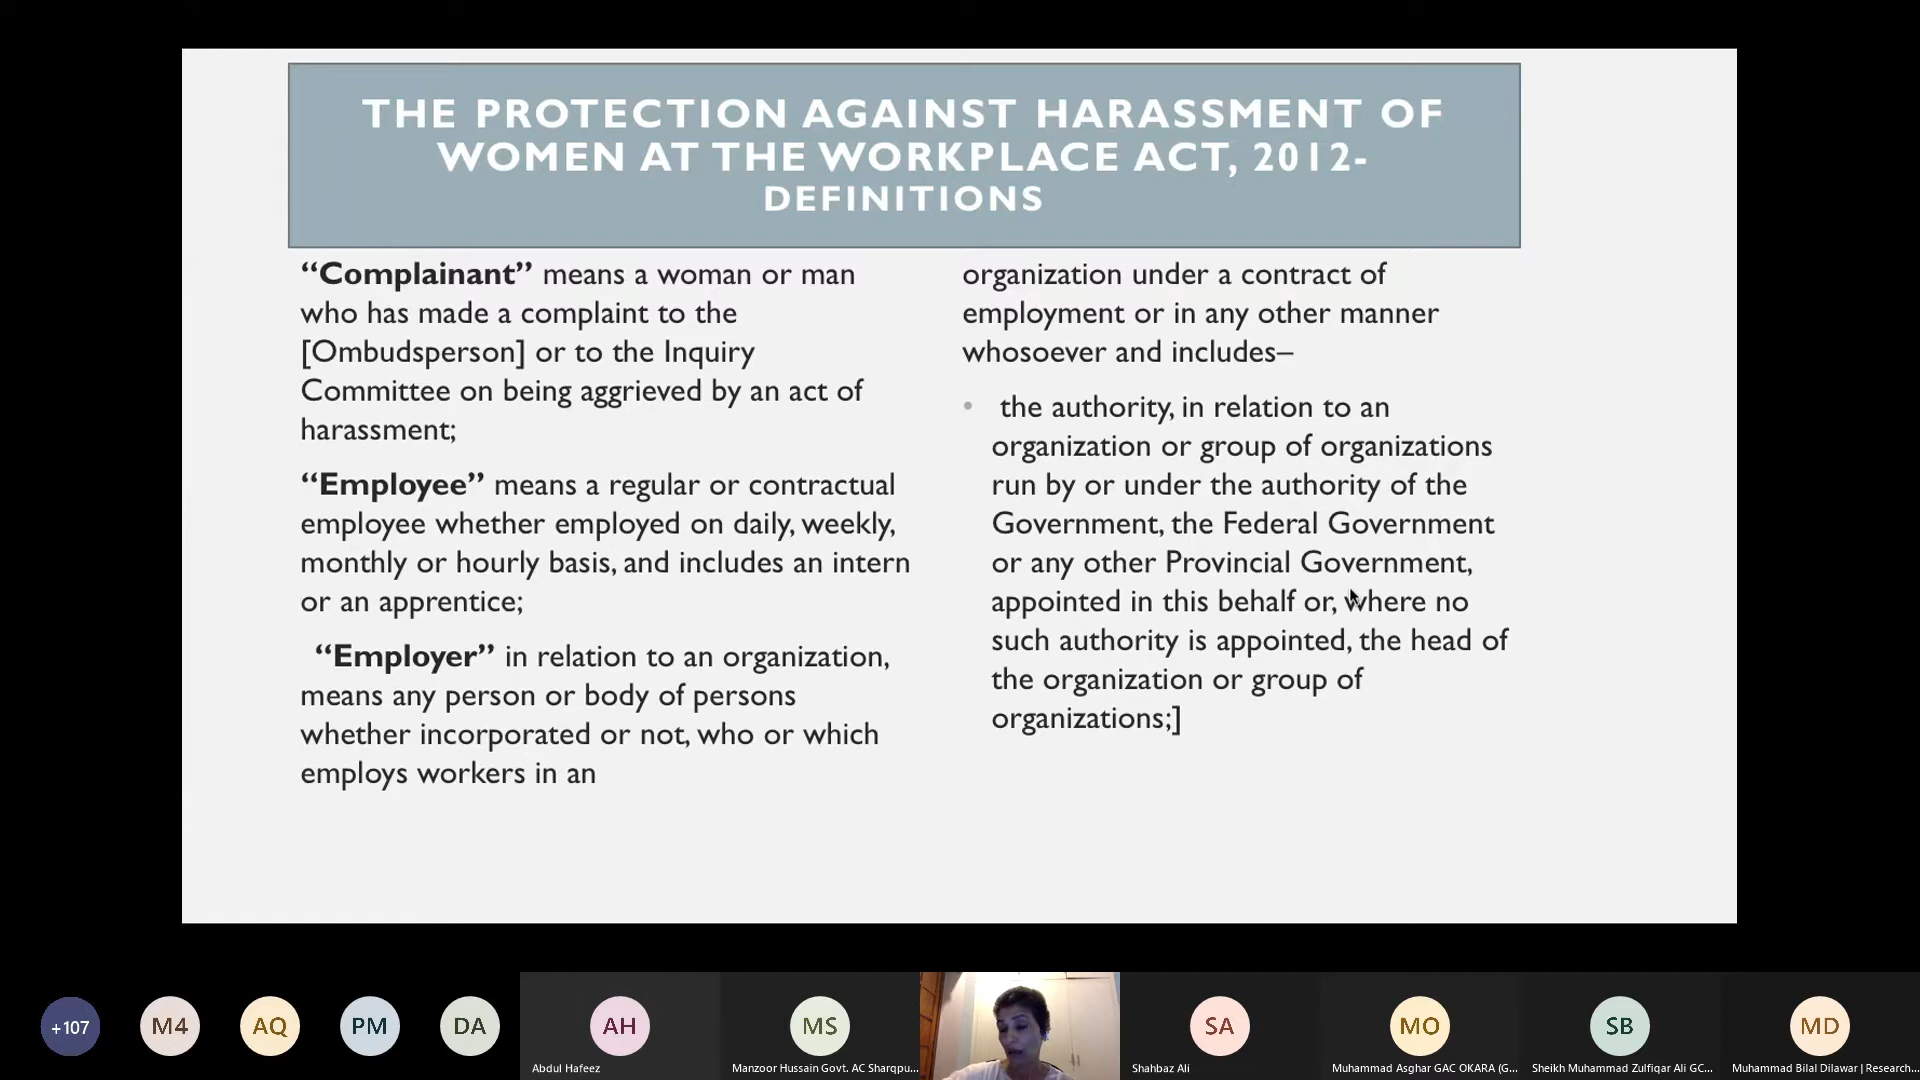 THE PROTECTION AGAINST HARASSMENT OF
WOMEN AT THE WORKPLACE ACT, 2012-
DEFINITIONS
“Complainant” means a woman or man
who has made a complaint to the
[Ombudsperson] or to the Inquiry
Committee on being aggrieved by an act of
harassment;
“Employee” means a regular or contractual
employee whether employed on daily, weekly,
monthly or hourly basis, and includes an intern
or an apprentice;
“Employer” in relation to an organization,
means any person or body of persons
whether incorporated or not, who or which
employs workers in an
organization under a contract of
employment or in any other manner
whosoever and includes–
• the authority, in relation to an
organization or group of organizations
run by or under the authority of the
Government, the Federal Government
or any other Provincial Government,
appointed in this behalf or, where no
such authority is appointed, the head of
the organization or group of
organizations;]
+107
M4
AQ
PM
DA
AH
MS
SA
MO
SB
MD
Abdul Hafeez
Manzoor Hussain Govt. AC Sharqpu...
Shahbaz Ali
Muhammad Asghar GAC OKARA (G...
Sheikh Muhammad Zulfiqar Ali GC...
Muhammad Bilal Dilawar | Research...